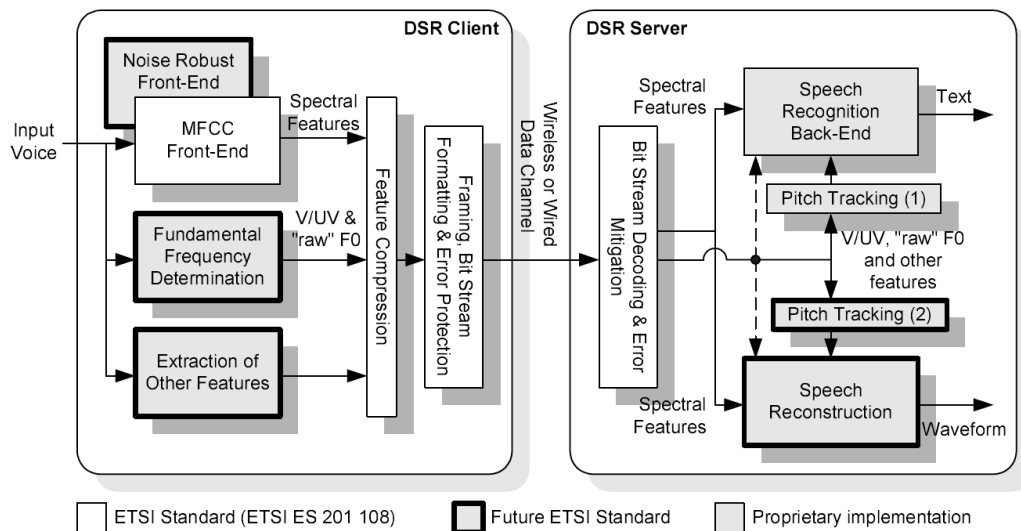 DSR Client
DSR Server
Noise Robust
Front-End
MFCC
Front-End
Spectral
Features
Input
Voice
Fundamental
Frequency
Determination
V/UV &
"raw" F0
Extraction of
Other Features
Feature Compression
Framing, Bit Stream
Formatting & Error Protection
Wireless or Wired
Data Channel
Bit Stream Decoding & Error
Mitigation
Spectral
Features
Speech
Recognition
Back-End
Text
Pitch Tracking (1)
V/UV, "raw" F0
and other
features
Pitch Tracking (2)
Spectral
Features
Speech
Reconstruction
Waveform
ETSI Standard (ETSI ES 201 108)
Future ETSI Standard
Proprietary implementation